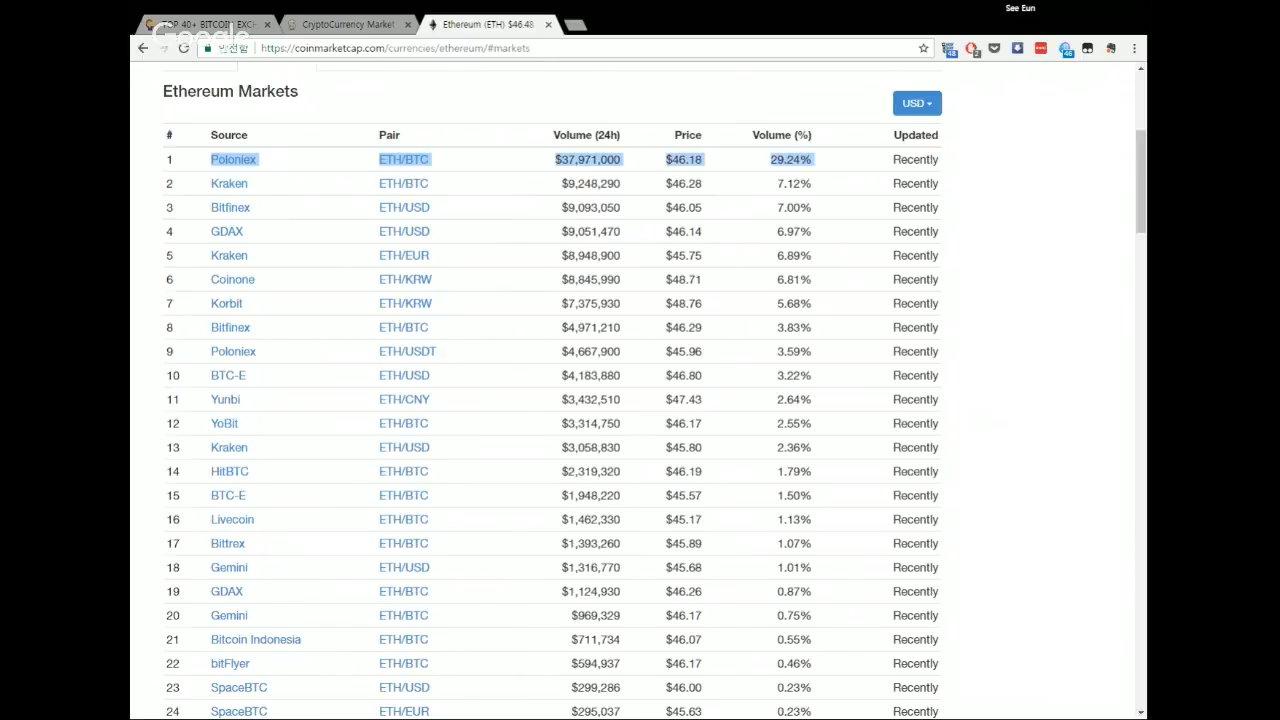 See Eun
TOP 40+ BITCOIN EXCH
CryptoCurrency Market
Ethereum (ETH) $46.48
Google
안전함 https://coinmarketcap.com/currencies/ethereum/#markets
Ethereum Markets
USD
# Source Pair Volume (24h) Price Volume (%) Updated
1 Poloniex ETH/BTC $37,971,000 $46.18 29.24% Recently
2 Kraken ETH/BTC $9,248,290 $46.28 7.12% Recently
3 Bitfinex ETH/USD $9,093,050 $46.05 7.00% Recently
4 GDAX ETH/USD $9,051,470 $46.14 6.97% Recently
5 Kraken ETH/EUR $8,948,900 $45.75 6.89% Recently
6 Coinone ETH/KRW $8,845,990 $48.71 6.81% Recently
7 Korbit ETH/KRW $7,375,930 $48.76 5.68% Recently
8 Bitfinex ETH/BTC $4,971,210 $46.29 3.83% Recently
9 Poloniex ETH/USDT $4,667,900 $45.96 3.59% Recently
10 BTC-E ETH/USD $4,183,880 $46.80 3.22% Recently
11 Yunbi ETH/CNY $3,432,510 $47.43 2.64% Recently
12 YoBit ETH/BTC $3,314,750 $46.17 2.55% Recently
13 Kraken ETH/USD $3,058,830 $45.80 2.36% Recently
14 HitBTC ETH/BTC $2,319,320 $46.19 1.79% Recently
15 BTC-E ETH/BTC $1,948,220 $45.57 1.50% Recently
16 Livecoin ETH/BTC $1,462,330 $45.17 1.13% Recently
17 Bittrex ETH/BTC $1,393,260 $45.89 1.07% Recently
18 Gemini ETH/USD $1,316,770 $45.68 1.01% Recently
19 GDAX ETH/BTC $1,124,930 $46.26 0.87% Recently
20 Gemini ETH/BTC $969,329 $46.17 0.75% Recently
21 Bitcoin Indonesia ETH/BTC $711,734 $46.07 0.55% Recently
22 bitFlyer ETH/BTC $594,937 $46.17 0.46% Recently
23 SpaceBTC ETH/USD $299,286 $46.00 0.23% Recently
24 SpaceBTC ETH/EUR $295,037 $45.63 0.23% Recently